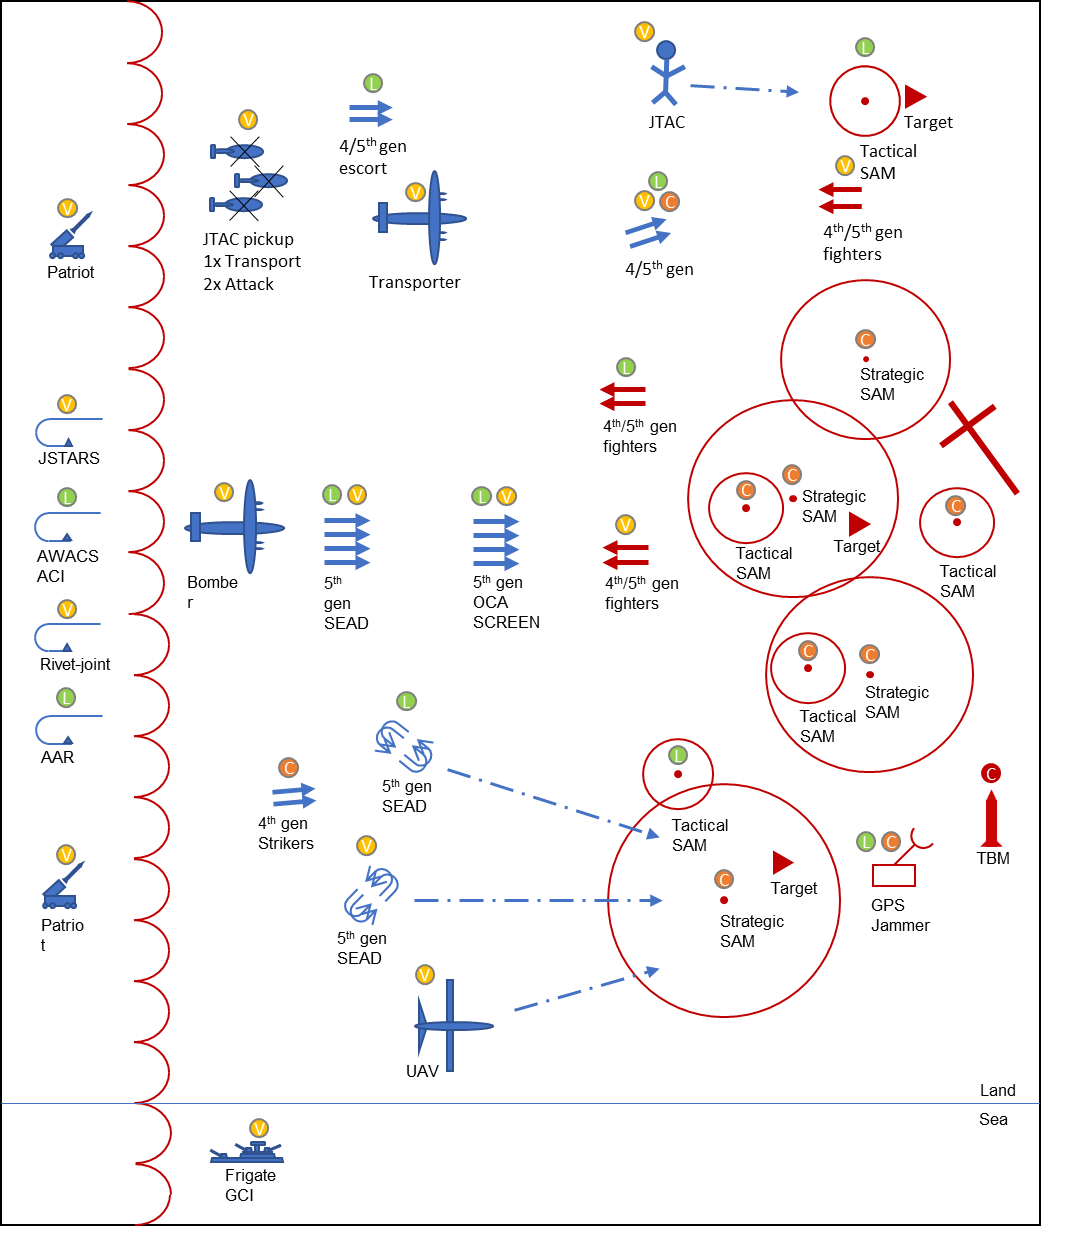 V
JTAC
L
Target
Tactical
SAM
L
4/5th gen
escort
V
JTAC pickup
1x Transport
2x Attack
V
Transporter
V
Patriot
L
V C
4/5th gen
V
4th/5th gen
fighters
C
Strategic
SAM
L
4th/5th gen
fighters
V
JSTARS
L
AWACS
ACI
V
Rivet-joint
L
AAR
V
Bombe
r
L V
5th
gen
SEAD
L V
5th gen
OCA
SCREEN
V
4th/5th gen
fighters
C
Strategic
SAM
C
Tactical
SAM
Target
C
Tactical
SAM
C
Tactical
SAM
C
Strategic
SAM
L
5th gen
SEAD
C
4th gen
Strikers
L
Tactical
SAM
C
TBM
V
Patrio
t
V
5th gen
SEAD
C
Strategic
SAM
Target
L C
GPS
Jammer
V
UAV
Land
Sea
V
Frigate
GCI